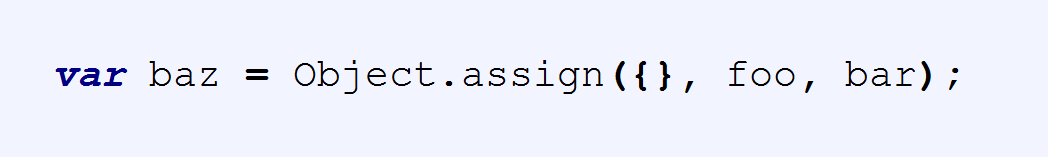 var baz = Object.assign({}, foo, bar);